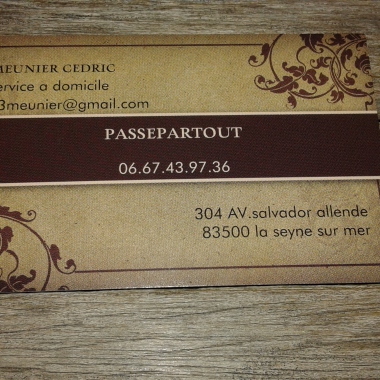 MEUNIER CEDRIC
ervice a domicile
3meunier@gmail.com
PASSEPARTOUT
06.67.43.97.36
304 AV.salvador allende
83500 la seyne sur mer